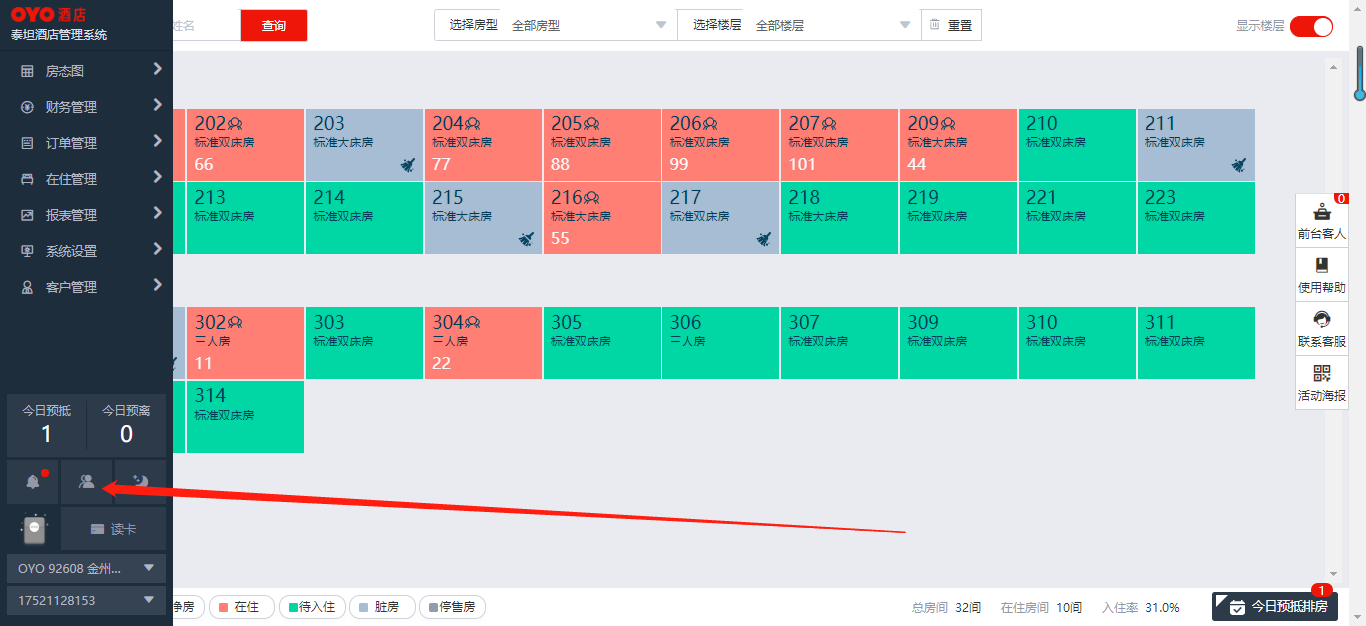 OYO 酒店
泰坦酒店管理系统
房态图
财务管理
订单管理
在住管理
报表管理
系统设置
客户管理
今日预抵
1
今日预离
0
读卡
OYO 92608 金州...
17521128153
姓名
查询
选择房型 全部房型
选择楼层 全部楼层
重置
显示楼层
202
标准双床房
66
203
标准大床房
204
标准双床房
77
205
标准双床房
88
206
标准双床房
99
207
标准双床房
101
209
标准大床房
44
210
标准双床房
211
标准双床房
213
标准双床房
214
标准双床房
215
标准大床房
216
标准大床房
55
217
标准双床房
218
标准大床房
219
标准双床房
221
标准双床房
223
标准双床房
302
三人房
11
303
标准双床房
304
三人房
22
305
标准双床房
306
三人房
307
标准双床房
309
标准双床房
310
标准双床房
311
标准双床房
314
标准双床房
0
前台客人
使用帮助
联系客服
活动海报
净房
在住
待入住
脏房
停售房
总房间 32间
在住房间 10间
入住率 31.0%
1
今日预抵排房